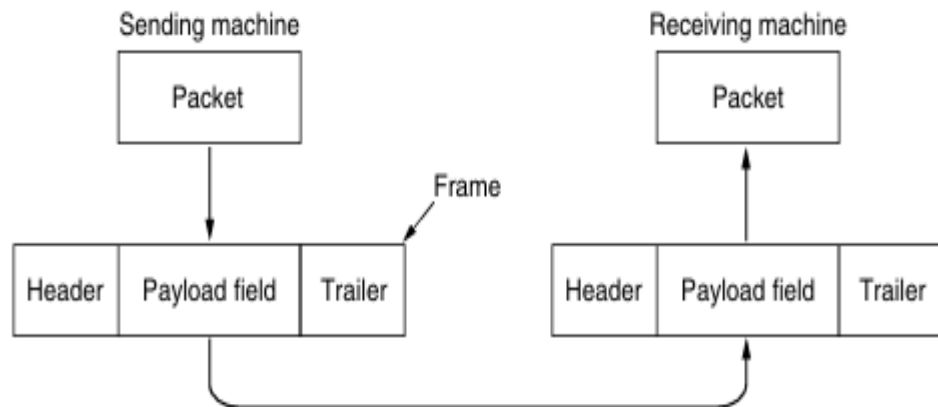 Sending machine
Receiving machine
Packet
Packet
Frame
Header Payload field Trailer
Header Payload field Trailer